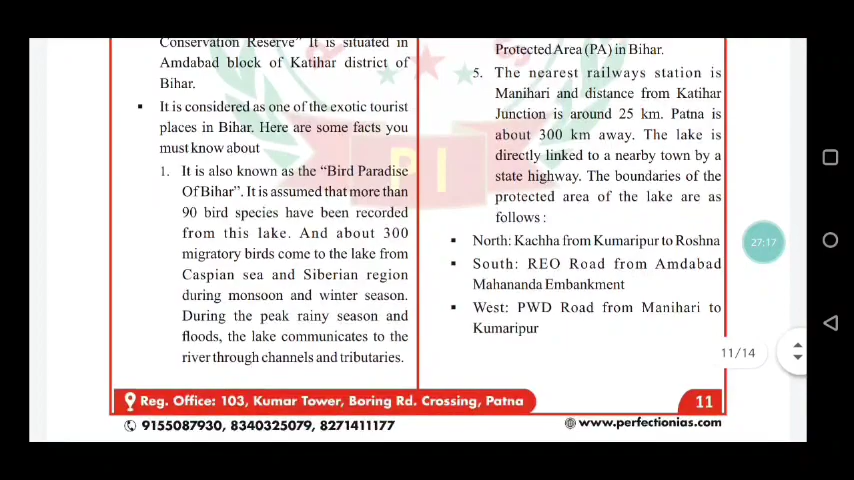 Conservation Reserve" It is situated in
Amdabad block of Katihar district of
Bihar.
▪ It is considered as one of the exotic tourist
places in Bihar. Here are some facts you
must know about
1. It is also known as the "Bird Paradise
Of Bihar". It is assumed that more than
90 bird species have been recorded
from this lake. And about 300
migratory birds come to the lake from
Caspian sea and Siberian region
during monsoon and winter season.
During the peak rainy season and
floods, the lake communicates to the
river through channels and tributaries.
Protected Area (PA) in Bihar.
5. The nearest railways station is
Manihari and distance from Katihar
Junction is around 25 km. Patna is
about 300 km away. The lake is
directly linked to a nearby town by a
state highway. The boundaries of the
protected area of the lake are as
follows :
▪ North: Kachha from Kumaripur to Roshna
▪ South: REO Road from Amdabad
Mahananda Embankment
▪ West: PWD Road from Manihari to
Kumaripur
PI
27:17
11/14
Reg. Office: 103, Kumar Tower, Boring Rd. Crossing, Patna
11
9155087930, 8340325079, 8271411177
www.perfectionias.com